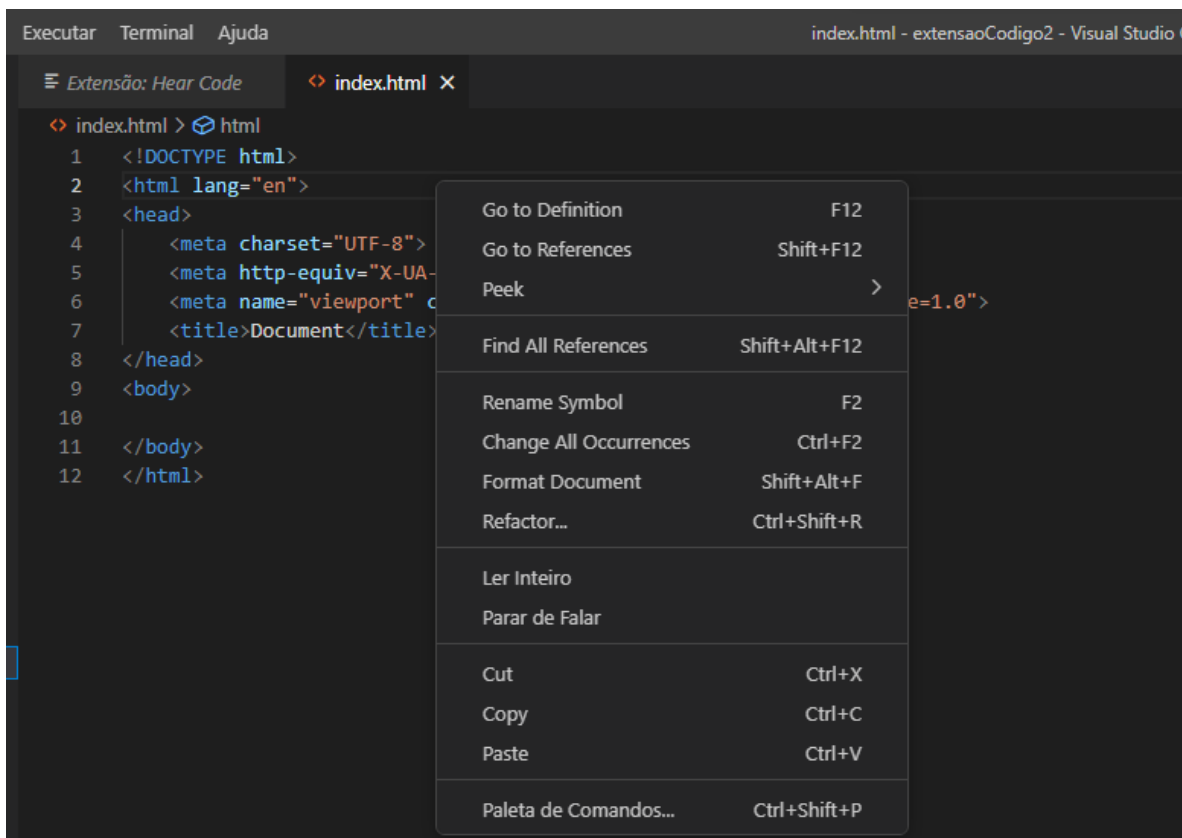 Executar Terminal Ajuda index.html - extensaoCodigo2 - Visual Studio
Extensão: Hear Code index.html
index.html > html
1 <!DOCTYPE html>
2 <html lang="en">
3 <head>
4 <meta charset="UTF-8">
5 <meta http-equiv="X-UA-
6 <meta name="viewport" c e=1.0">
7 <title>Document</title>
8 </head>
9 <body>
10
11 </body>
12 </html>
Go to Definition F12
Go to References Shift+F12
Peek
Find All References Shift+Alt+F12
Rename Symbol F2
Change All Occurrences Ctrl+F2
Format Document Shift+Alt+F
Refactor... Ctrl+Shift+R
Ler Inteiro
Parar de Falar
Cut Ctrl+X
Copy Ctrl+C
Paste Ctrl+V
Paleta de Comandos... Ctrl+Shift+P